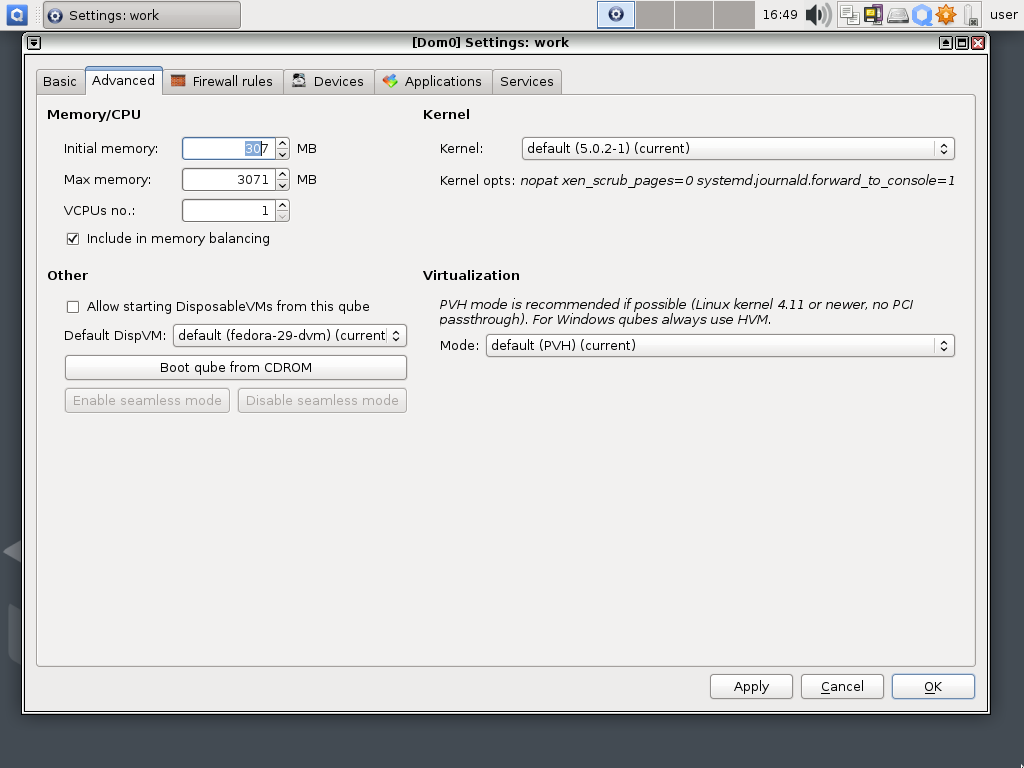 Settings: work
16:49
user
[Dom0] Settings: work
Basic
Advanced
Firewall rules
Devices
Applications
Services
Memory/CPU
Initial memory: 307 MB
Max memory: 3071 MB
VCPUs no.: 1
Include in memory balancing
Kernel
Kernel: default (5.0.2-1) (current)
Kernel opts: nopat xen_scrub_pages=0 systemd.journald.forward_to_console=1
Other
Allow starting DisposableVMs from this qube
Default DispVM: default (fedora-29-dvm) (current
Boot qube from CDROM
Enable seamless mode
Disable seamless mode
Virtualization
PVH mode is recommended if possible (Linux kernel 4.11 or newer, no PCI
passthrough). For Windows qubes always use HVM.
Mode: default (PVH) (current)
Apply
Cancel
OK